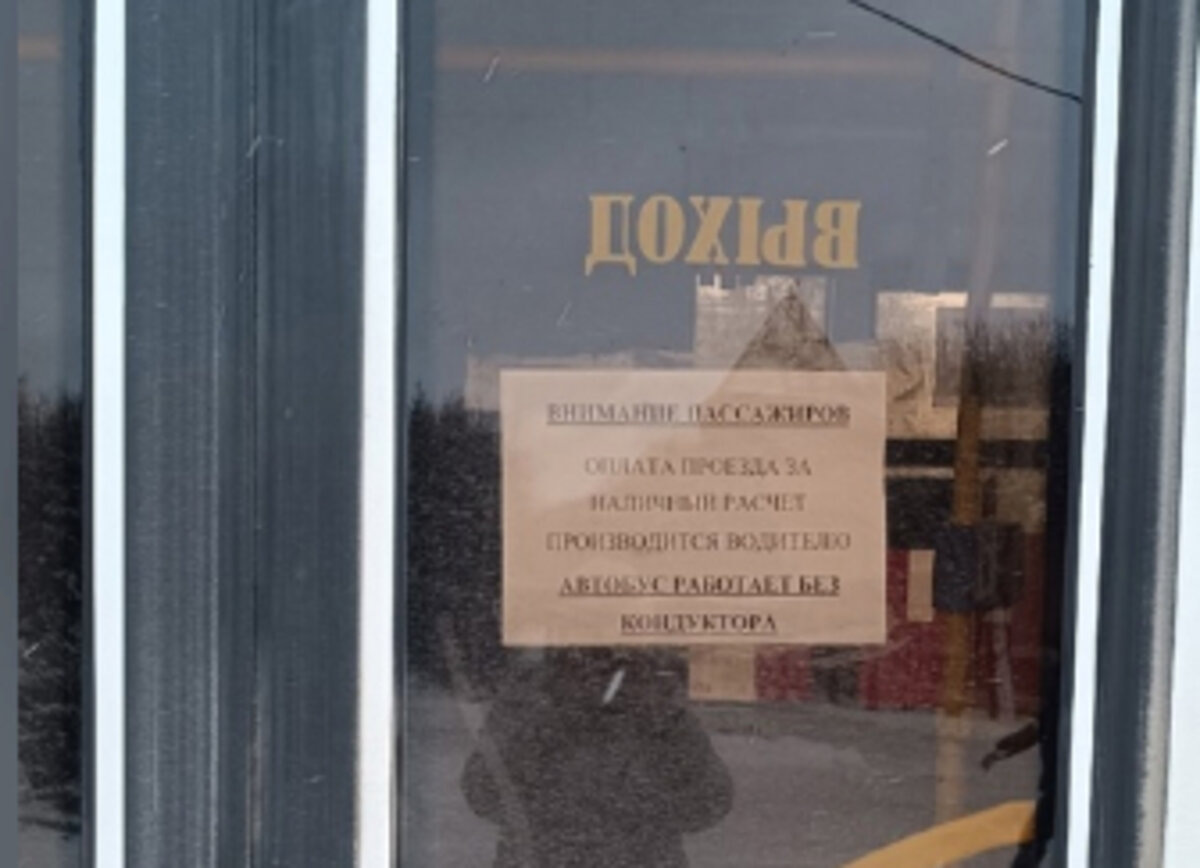 ВЫХОД
ВНИМАНИЕ ПАССАЖИРОВ
ОПЛАТА ПРОЕЗДА ЗА
НАЛИЧНЫЙ РАСЧЕТ
ПРОИЗВОДИТСЯ ВОДИТЕЛЮ
АВТОБУС РАБОТАЕТ БЕЗ
КОНДУКТОРА